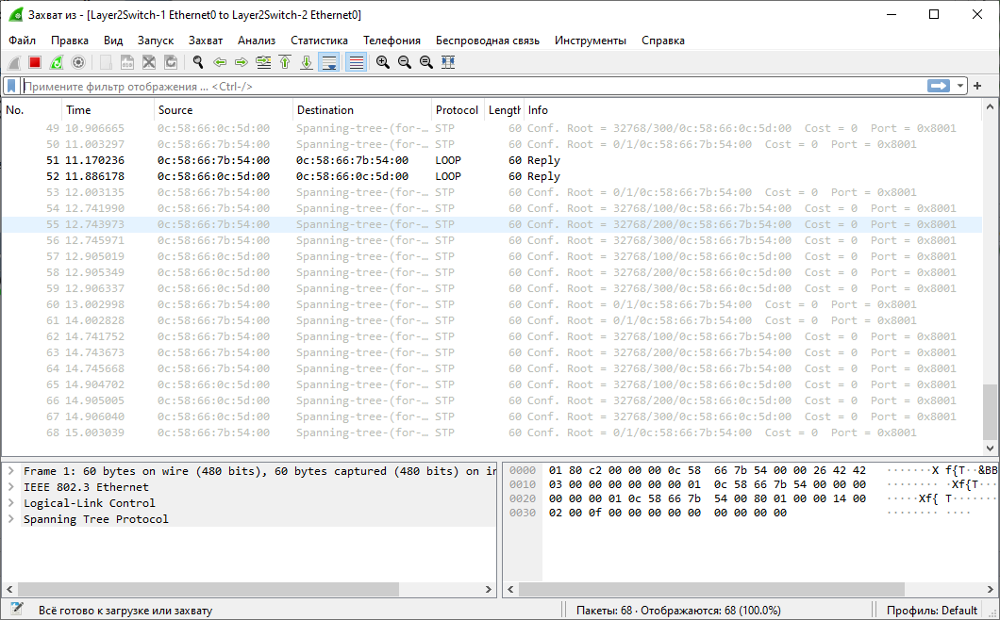 Захват из - [Layer2Switch-1 Ethernet0 to Layer2Switch-2 Ethernet0]
Файл Правка Вид Запуск Захват Анализ Статистика Телефония Беспроводная связь Инструменты Справка
Примените фильтр отображения ... <Ctrl-/>
No. Time Source Destination Protocol Length Info
49 10.906665 0c:58:66:0c:5d:00 Spanning-tree-(for-… STP 60 Conf. Root = 32768/300/0c:58:66:0c:5d:00 Cost = 0 Port = 0x8001
50 11.003297 0c:58:66:7b:54:00 Spanning-tree-(for-… STP 60 Conf. Root = 0/1/0c:58:66:7b:54:00 Cost = 0 Port = 0x8001
51 11.170236 0c:58:66:7b:54:00 0c:58:66:7b:54:00 LOOP 60 Reply
52 11.886178 0c:58:66:0c:5d:00 0c:58:66:0c:5d:00 LOOP 60 Reply
53 12.003135 0c:58:66:7b:54:00 Spanning-tree-(for-… STP 60 Conf. Root = 0/1/0c:58:66:7b:54:00 Cost = 0 Port = 0x8001
54 12.741990 0c:58:66:7b:54:00 Spanning-tree-(for-… STP 60 Conf. Root = 32768/100/0c:58:66:7b:54:00 Cost = 0 Port = 0x8001
55 12.743973 0c:58:66:7b:54:00 Spanning-tree-(for-… STP 60 Conf. Root = 32768/200/0c:58:66:7b:54:00 Cost = 0 Port = 0x8001
56 12.745971 0c:58:66:7b:54:00 Spanning-tree-(for-… STP 60 Conf. Root = 32768/300/0c:58:66:7b:54:00 Cost = 0 Port = 0x8001
57 12.905019 0c:58:66:0c:5d:00 Spanning-tree-(for-… STP 60 Conf. Root = 32768/100/0c:58:66:0c:5d:00 Cost = 0 Port = 0x8001
58 12.905349 0c:58:66:0c:5d:00 Spanning-tree-(for-… STP 60 Conf. Root = 32768/200/0c:58:66:0c:5d:00 Cost = 0 Port = 0x8001
59 12.906337 0c:58:66:0c:5d:00 Spanning-tree-(for-… STP 60 Conf. Root = 32768/300/0c:58:66:0c:5d:00 Cost = 0 Port = 0x8001
60 13.002998 0c:58:66:7b:54:00 Spanning-tree-(for-… STP 60 Conf. Root = 0/1/0c:58:66:7b:54:00 Cost = 0 Port = 0x8001
61 14.002828 0c:58:66:7b:54:00 Spanning-tree-(for-… STP 60 Conf. Root = 0/1/0c:58:66:7b:54:00 Cost = 0 Port = 0x8001
62 14.741752 0c:58:66:7b:54:00 Spanning-tree-(for-… STP 60 Conf. Root = 32768/100/0c:58:66:7b:54:00 Cost = 0 Port = 0x8001
63 14.743673 0c:58:66:7b:54:00 Spanning-tree-(for-… STP 60 Conf. Root = 32768/200/0c:58:66:7b:54:00 Cost = 0 Port = 0x8001
64 14.745668 0c:58:66:7b:54:00 Spanning-tree-(for-… STP 60 Conf. Root = 32768/300/0c:58:66:7b:54:00 Cost = 0 Port = 0x8001
65 14.904702 0c:58:66:0c:5d:00 Spanning-tree-(for-… STP 60 Conf. Root = 32768/100/0c:58:66:0c:5d:00 Cost = 0 Port = 0x8001
66 14.905005 0c:58:66:0c:5d:00 Spanning-tree-(for-… STP 60 Conf. Root = 32768/200/0c:58:66:0c:5d:00 Cost = 0 Port = 0x8001
67 14.906040 0c:58:66:0c:5d:00 Spanning-tree-(for-… STP 60 Conf. Root = 32768/300/0c:58:66:0c:5d:00 Cost = 0 Port = 0x8001
68 15.003039 0c:58:66:7b:54:00 Spanning-tree-(for-… STP 60 Conf. Root = 0/1/0c:58:66:7b:54:00 Cost = 0 Port = 0x8001
Frame 1: 60 bytes on wire (480 bits), 60 bytes captured (480 bits) on in
IEEE 802.3 Ethernet
Logical-Link Control
Spanning Tree Protocol
0000 01 80 c2 00 00 00 0c 58 66 7b 54 00 00 26 42 42 ·······X f{T··&BB
0010 03 00 00 00 00 00 00 01 0c 58 66 7b 54 00 00 00 ········ ·Xf{T···
0020 00 00 00 01 0c 58 66 7b 54 00 80 01 00 00 14 00 ·····Xf{ T·······
0030 02 00 0f 00 00 00 00 00 00 00 00 00 ········ ····
Всё готово к загрузке или захвату
Пакеты: 68 · Отображаются: 68 (100.0%)
Профиль: Default